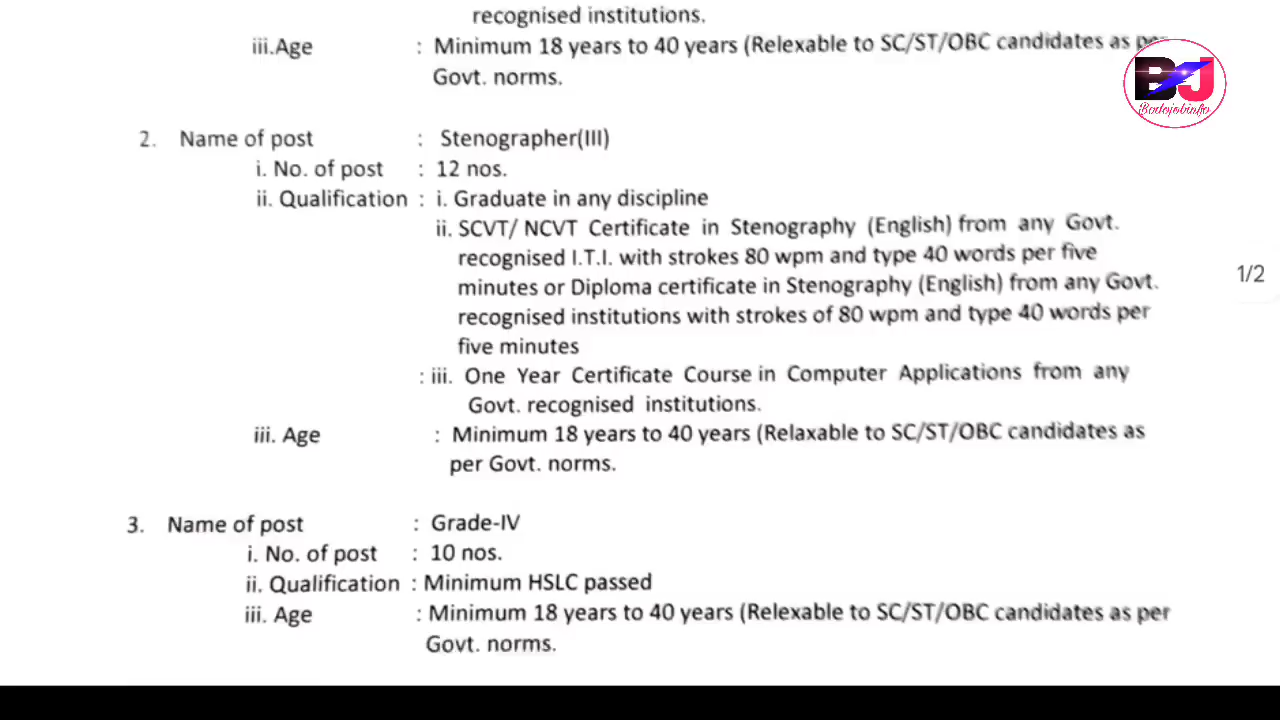 recognised institutions.
iii.Age : Minimum 18 years to 40 years (Relexable to SC/ST/OBC candidates as per
Govt. norms.
BJ
Bodojobinfo
2. Name of post : Stenographer(III)
i. No. of post : 12 nos.
ii. Qualification : i. Graduate in any discipline
ii. SCVT/ NCVT Certificate in Stenography (English) from any Govt.
recognised I.T.I. with strokes 80 wpm and type 40 words per five
minutes or Diploma certificate in Stenography (English) from any Govt.
recognised institutions with strokes of 80 wpm and type 40 words per
five minutes
1/2
: iii. One Year Certificate Course in Computer Applications from any
Govt. recognised institutions.
iii. Age : Minimum 18 years to 40 years (Relaxable to SC/ST/OBC candidates as
per Govt. norms.
3. Name of post : Grade-IV
i. No. of post : 10 nos.
ii. Qualification : Minimum HSLC passed
iii. Age : Minimum 18 years to 40 years (Relexable to SC/ST/OBC candidates as per
Govt. norms.